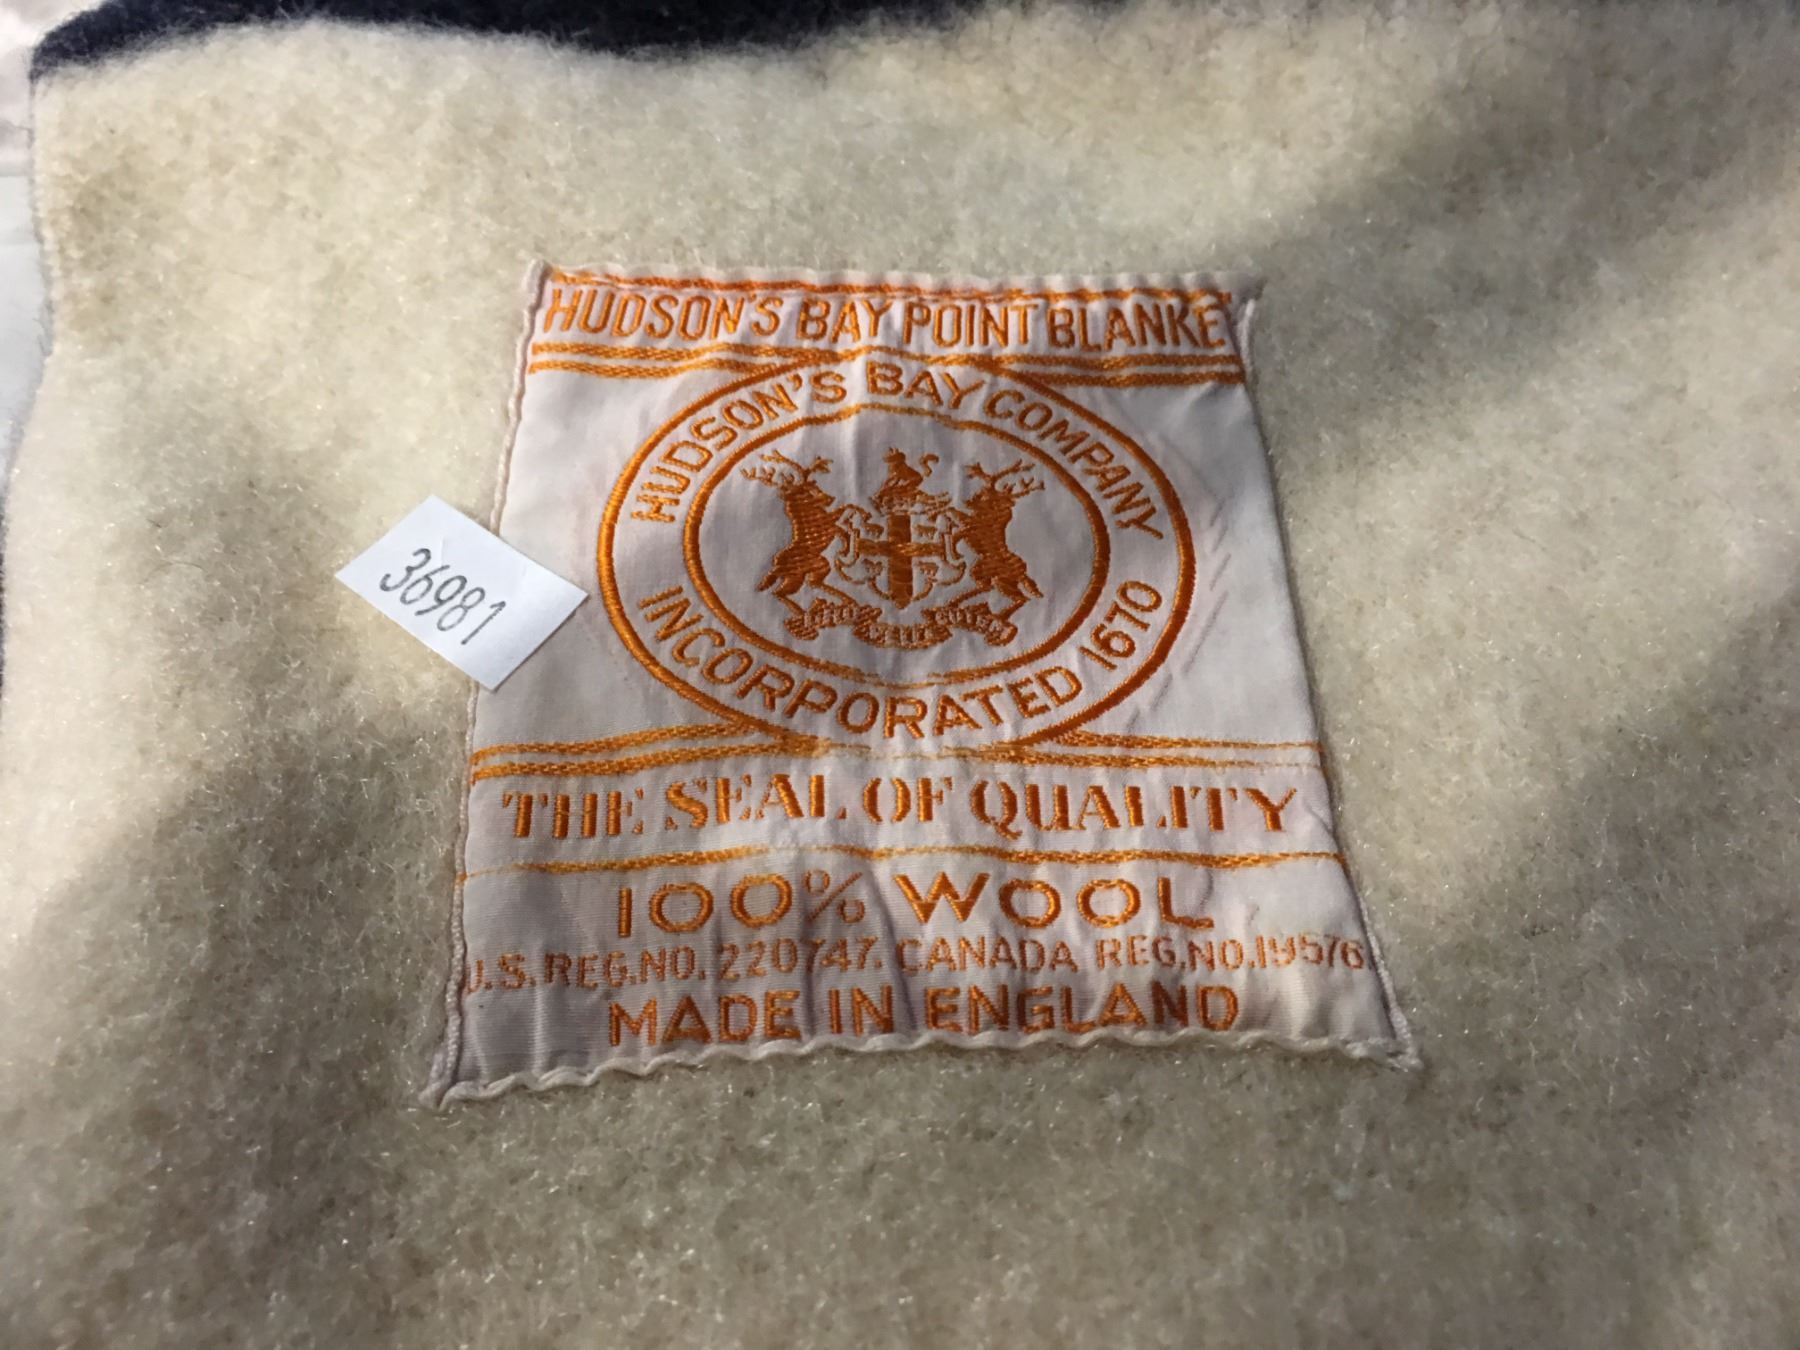 HUDSON'S BAY POINT BLANKE
HUDSON'S BAY COMPANY
INCORPORATED 1670
36981
THE SEAL OF QUALITY
100% WOOL
U.S.REG.NO. 220747. CANADA REG.NO.19576.
MADE IN ENGLAND